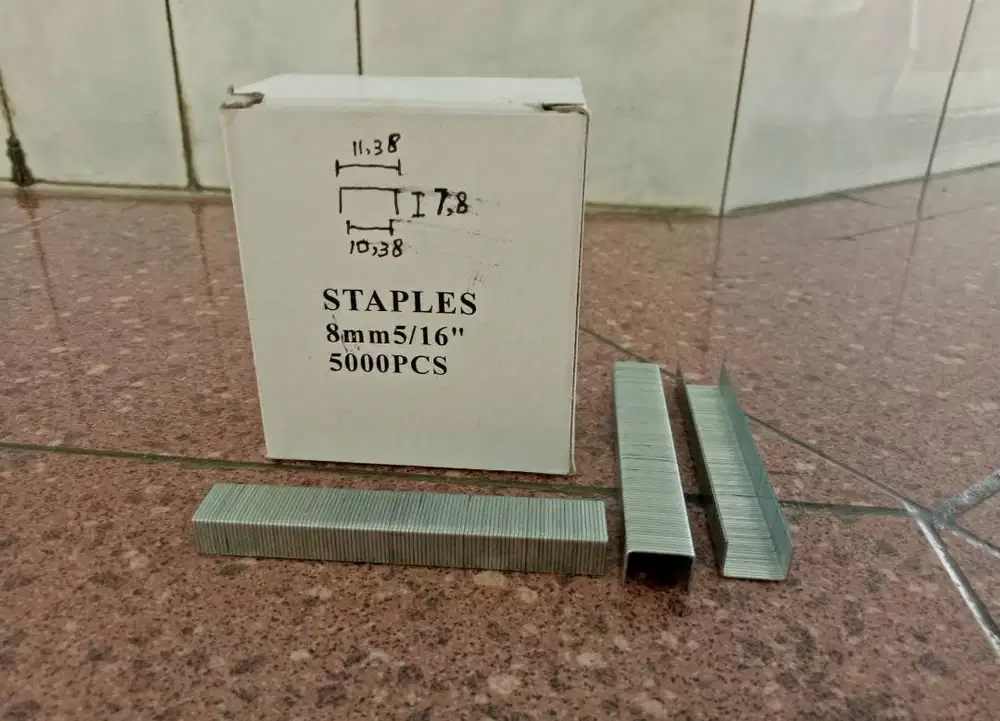 11,38
7,8
10,38
STAPLES
8mm5/16"
5000PCS